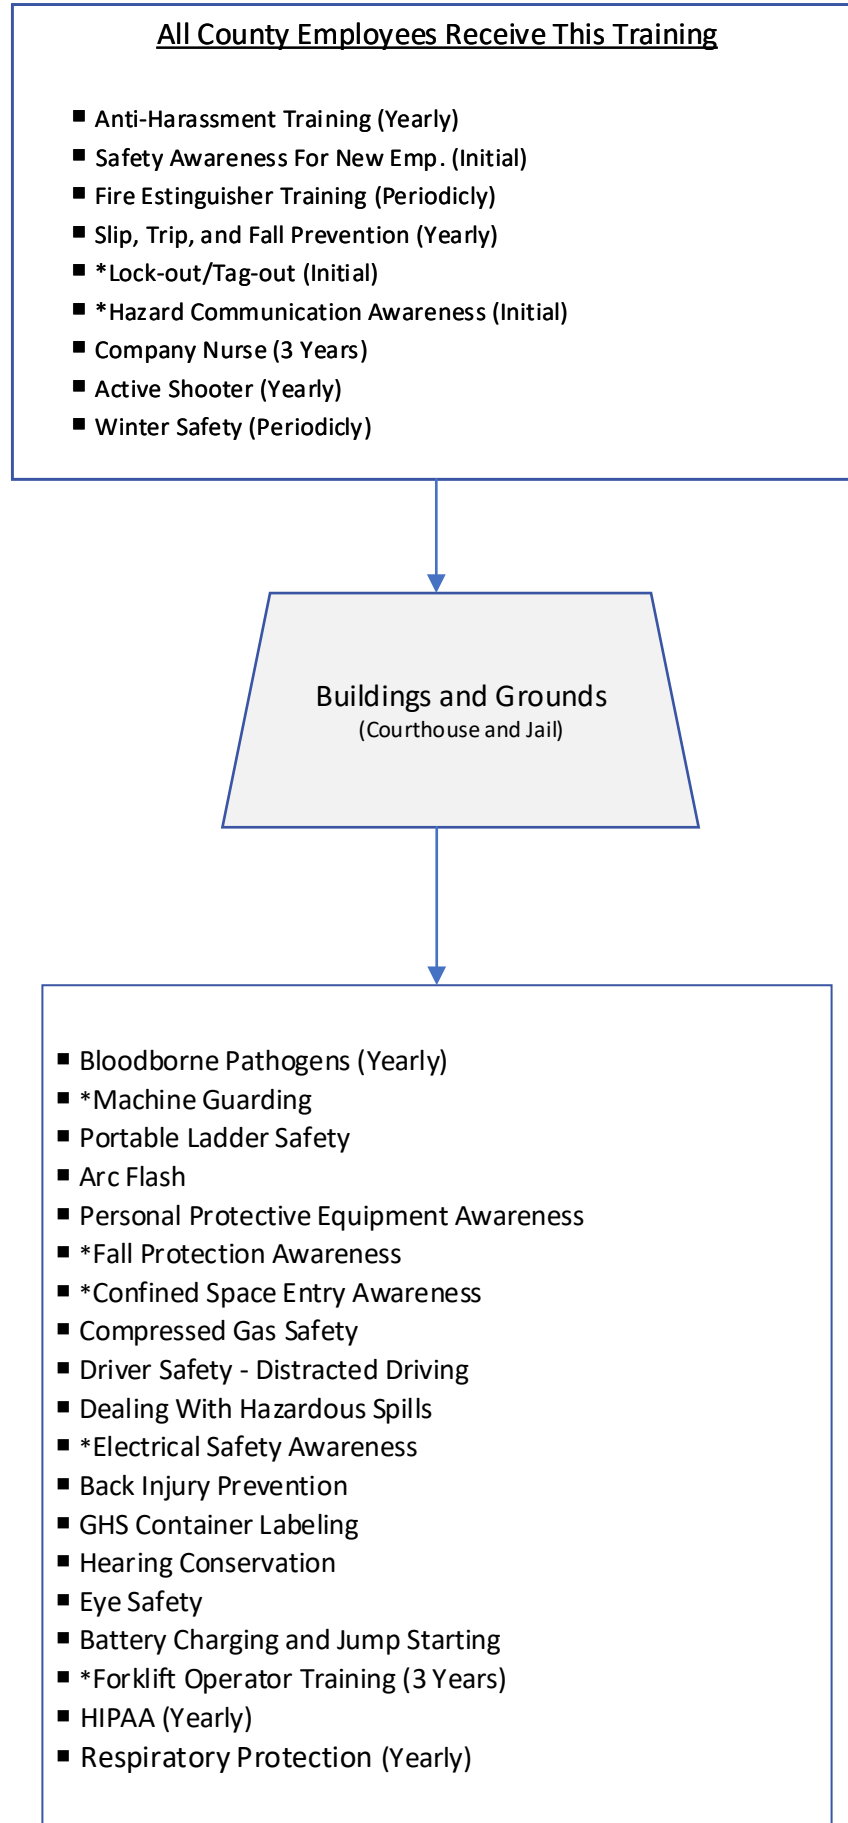 All County Employees Receive This Training
▪ Anti-Harassment Training (Yearly)
▪ Safety Awareness For New Emp. (Initial)
▪ Fire Estinguisher Training (Periodicly)
▪ Slip, Trip, and Fall Prevention (Yearly)
▪ *Lock-out/Tag-out (Initial)
▪ *Hazard Communication Awareness (Initial)
▪ Company Nurse (3 Years)
▪ Active Shooter (Yearly)
▪ Winter Safety (Periodicly)
Buildings and Grounds
(Courthouse and Jail)
▪ Bloodborne Pathogens (Yearly)
▪ *Machine Guarding
▪ Portable Ladder Safety
▪ Arc Flash
▪ Personal Protective Equipment Awareness
▪ *Fall Protection Awareness
▪ *Confined Space Entry Awareness
▪ Compressed Gas Safety
▪ Driver Safety - Distracted Driving
▪ Dealing With Hazardous Spills
▪ *Electrical Safety Awareness
▪ Back Injury Prevention
▪ GHS Container Labeling
▪ Hearing Conservation
▪ Eye Safety
▪ Battery Charging and Jump Starting
▪ *Forklift Operator Training (3 Years)
▪ HIPAA (Yearly)
▪ Respiratory Protection (Yearly)